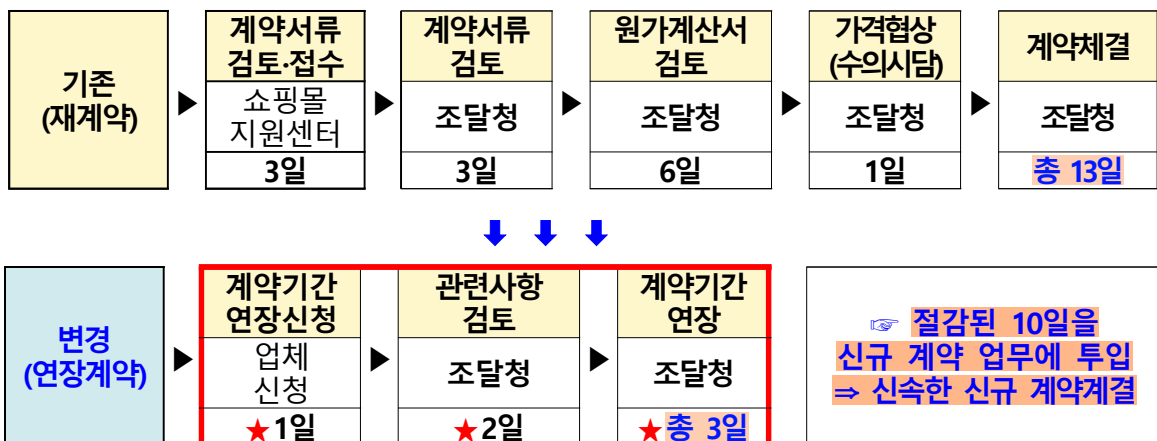 기존
(재계약)
▶
계약서류
검토·접수
쇼핑몰
지원센터
3일
▶
계약서류
검토
조달청
3일
▶
원가계산서
검토
조달청
6일
▶
가격협상
(수의시담)
조달청
1일
▶
계약체결
조달청
총 13일
변경
(연장계약)
▶
계약기간
연장신청
업체
신청
★1일
▶
관련사항
검토
조달청
★2일
▶
계약기간
연장
조달청
★총 3일
☞ 절감된 10일을
신규 계약 업무에 투입
⇒ 신속한 신규 계약계결